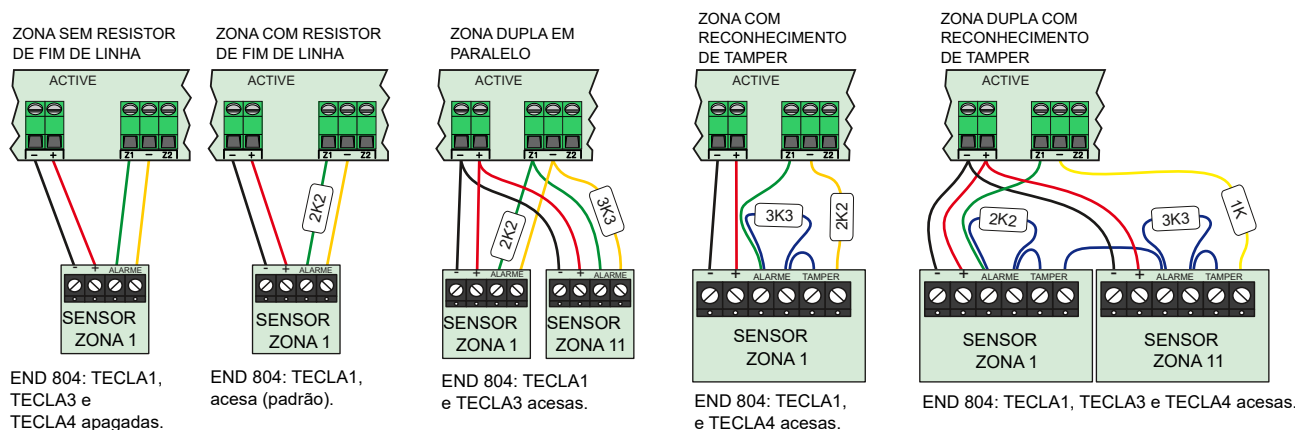 ZONA SEM RESISTOR
DE FIM DE LINHA
ACTIVE
- +
Z1 - Z2
- + ALARME
SENSOR
ZONA 1
END 804: TECLA1,
TECLA3 e
TECLA4 apagadas.
ZONA COM RESISTOR
DE FIM DE LINHA
ACTIVE
- +
Z1 - Z2
2K2
- + ALARME
SENSOR
ZONA 1
END 804: TECLA1,
acesa (padrão).
ZONA DUPLA EM
PARALELO
ACTIVE
- +
Z1 - Z2
2K2
3K3
- + ALARME
SENSOR
ZONA 1
- + ALARME
SENSOR
ZONA 11
END 804: TECLA1
e TECLA3 acesas.
ZONA COM
RECONHECIMENTO
DE TAMPER
ACTIVE
- +
Z1 - Z2
3K3
2K2
- + ALARME TAMPER
SENSOR
ZONA 1
END 804: TECLA1,
e TECLA4 acesas.
ZONA DUPLA COM
RECONHECIMENTO
DE TAMPER
ACTIVE
- +
Z1 - Z2
2K2
3K3
1K
- + ALARME TAMPER
SENSOR
ZONA 1
- + ALARME TAMPER
SENSOR
ZONA 11
END 804: TECLA1, TECLA3 e TECLA4 acesas.